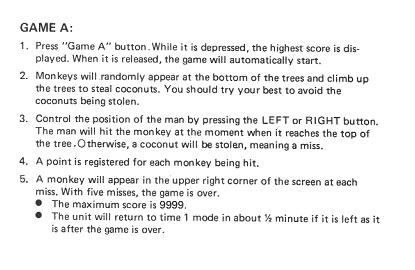 GAME A:
1. Press "Game A" button. While it is depressed, the highest score is dis-
played. When it is released, the game will automatically start.
2. Monkeys will randomly appear at the bottom of the trees and climb up
the trees to steal coconuts. You should try your best to avoid the
coconuts being stolen.
3. Control the position of the man by pressing the LEFT or RIGHT button.
The man will hit the monkey at the moment when it reaches the top of
the tree. Otherwise, a coconut will be stolen, meaning a miss.
4. A point is registered for each monkey being hit.
5. A monkey will appear in the upper right corner of the screen at each
miss. With five misses, the game is over.
● The maximum score is 9999.
● The unit will return to time 1 mode in about ½ minute if it is left as it
is after the game is over.